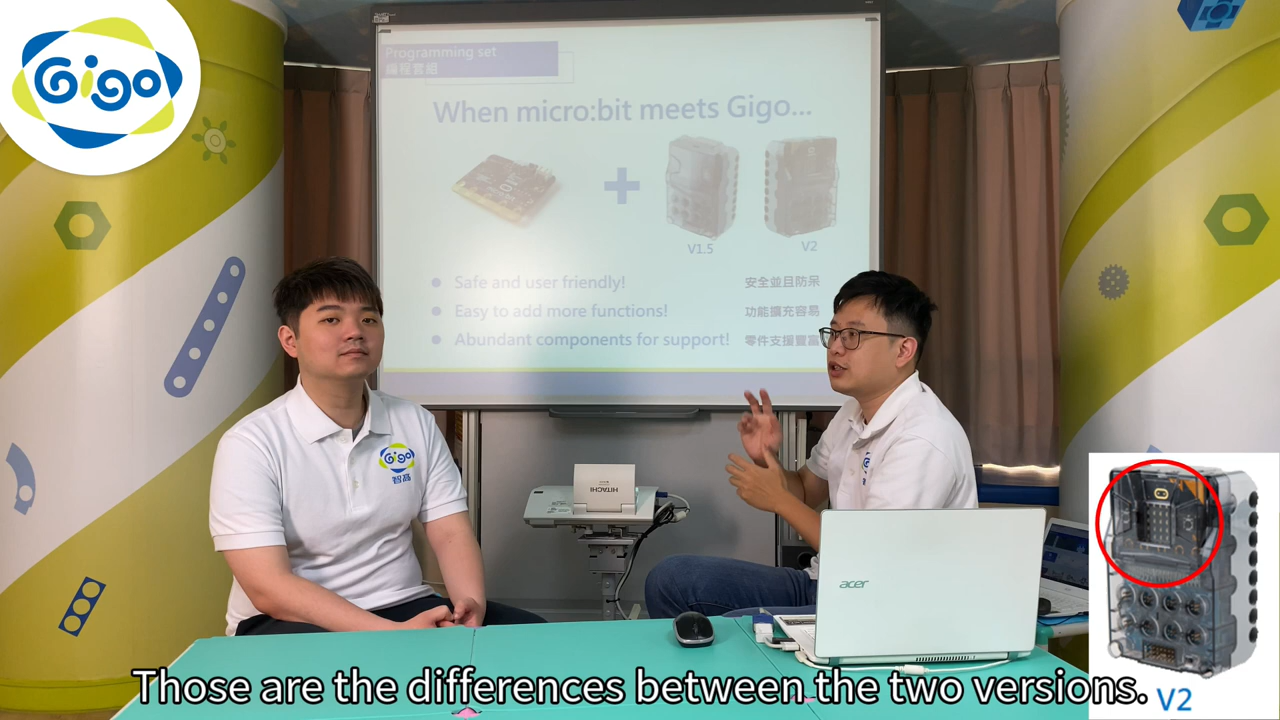 Gigo
Programming set
機程套組
When micro:bit meets Gigo...
V1.5
V2
Safe and user friendly!
安全並且防呆
Easy to add more functions!
功能擴充容易
Abundant components for support!
零件支援豐富
Gigo
智高
HITACHI
acer
Those are the differences between the two versions.
V2